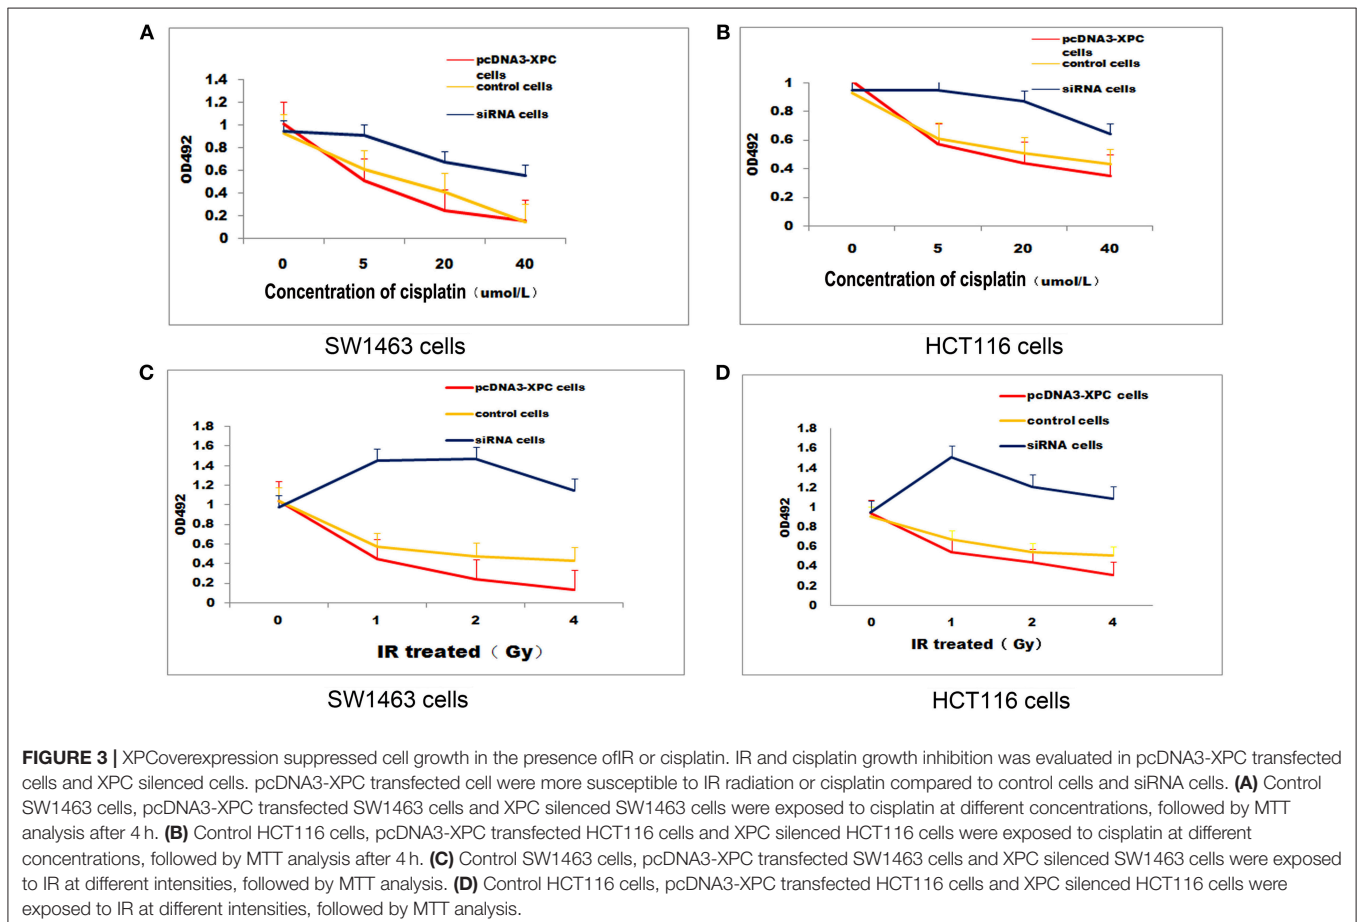 A
pcDNA3-XPC
cells
control cells
siRNA cells
1.4
1.2
1
0.8
0.6
0.4
0.2
0
OD492
0 5 20 40
Concentration of cisplatin（umol/L）
SW1463 cells
B
pcDNA3-XPC
cells
control cells
siRNA cells
1
0.8
0.6
0.4
0.2
0
OD492
0 5 20 40
Concentration of cisplatin（umol/L）
HCT116 cells
C
pcDNA3-XPC cells
control cells
siRNA cells
1.8
1.6
1.4
1.2
1
0.8
0.6
0.4
0.2
0
OD492
0 1 2 4
IR treated（ Gy）
SW1463 cells
D
pcDNA3-XPC cells
control cells
siRNA cells
1.8
1.6
1.4
1.2
1
0.8
0.6
0.4
0.2
0
OD492
0 1 2 4
IR treated（ Gy）
HCT116 cells
FIGURE 3 | XPCoverexpression suppressed cell growth in the presence ofIR or cisplatin. IR and cisplatin growth inhibition was evaluated in pcDNA3-XPC transfected
cells and XPC silenced cells. pcDNA3-XPC transfected cell were more susceptible to IR radiation or cisplatin compared to control cells and siRNA cells. (A) Control
SW1463 cells, pcDNA3-XPC transfected SW1463 cells and XPC silenced SW1463 cells were exposed to cisplatin at different concentrations, followed by MTT
analysis after 4 h. (B) Control HCT116 cells, pcDNA3-XPC transfected HCT116 cells and XPC silenced HCT116 cells were exposed to cisplatin at different
concentrations, followed by MTT analysis after 4 h. (C) Control SW1463 cells, pcDNA3-XPC transfected SW1463 cells and XPC silenced SW1463 cells were exposed
to IR at different intensities, followed by MTT analysis. (D) Control HCT116 cells, pcDNA3-XPC transfected HCT116 cells and XPC silenced HCT116 cells were
exposed to IR at different intensities, followed by MTT analysis.